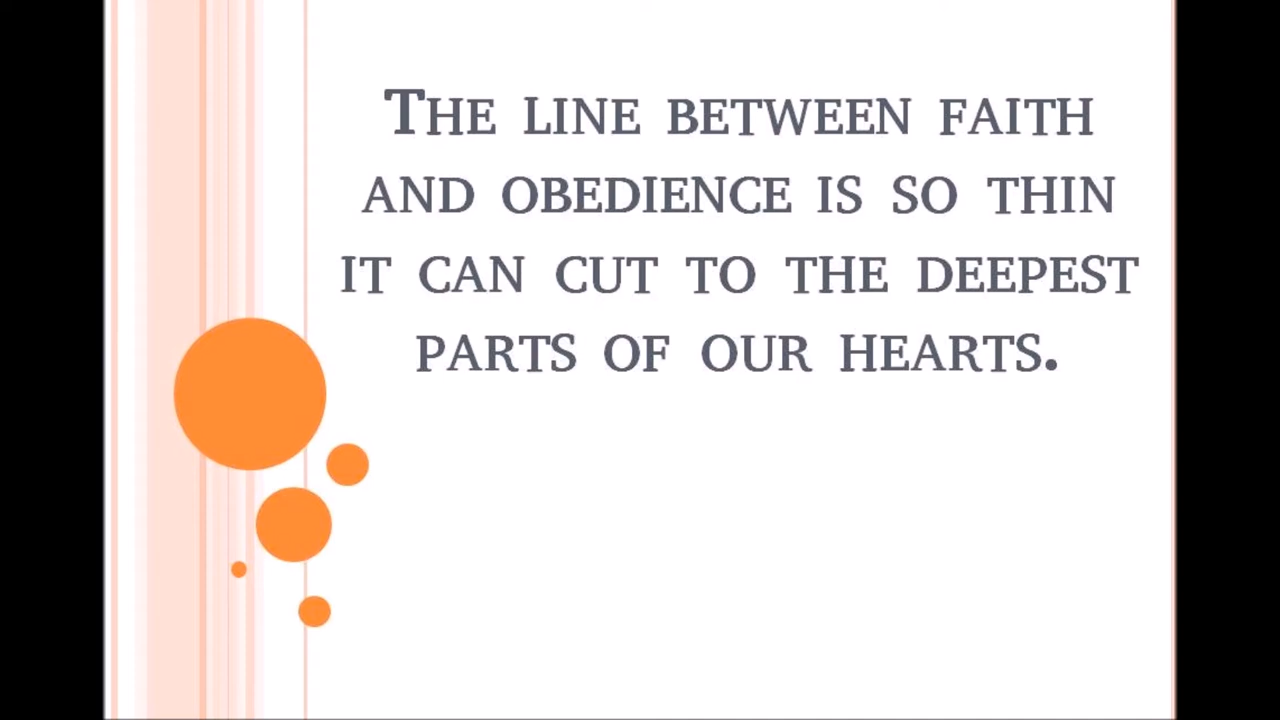 The line between faith
and obedience is so thin
it can cut to the deepest
parts of our hearts.